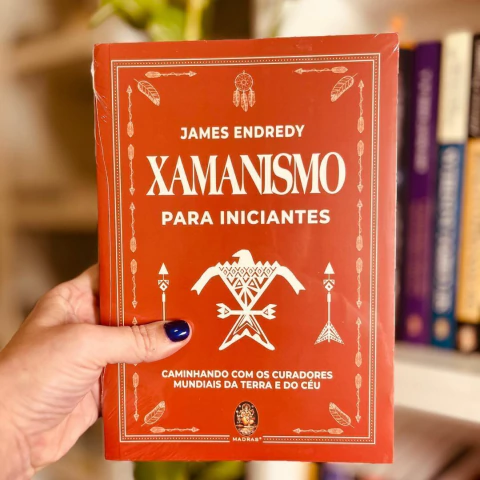 JAMES ENDREDY
XAMANISMO
PARA INICIANTES
CAMINHANDO COM OS CURADORES
MUNDIAIS DA TERRA E DO CÉU
MADRAS®